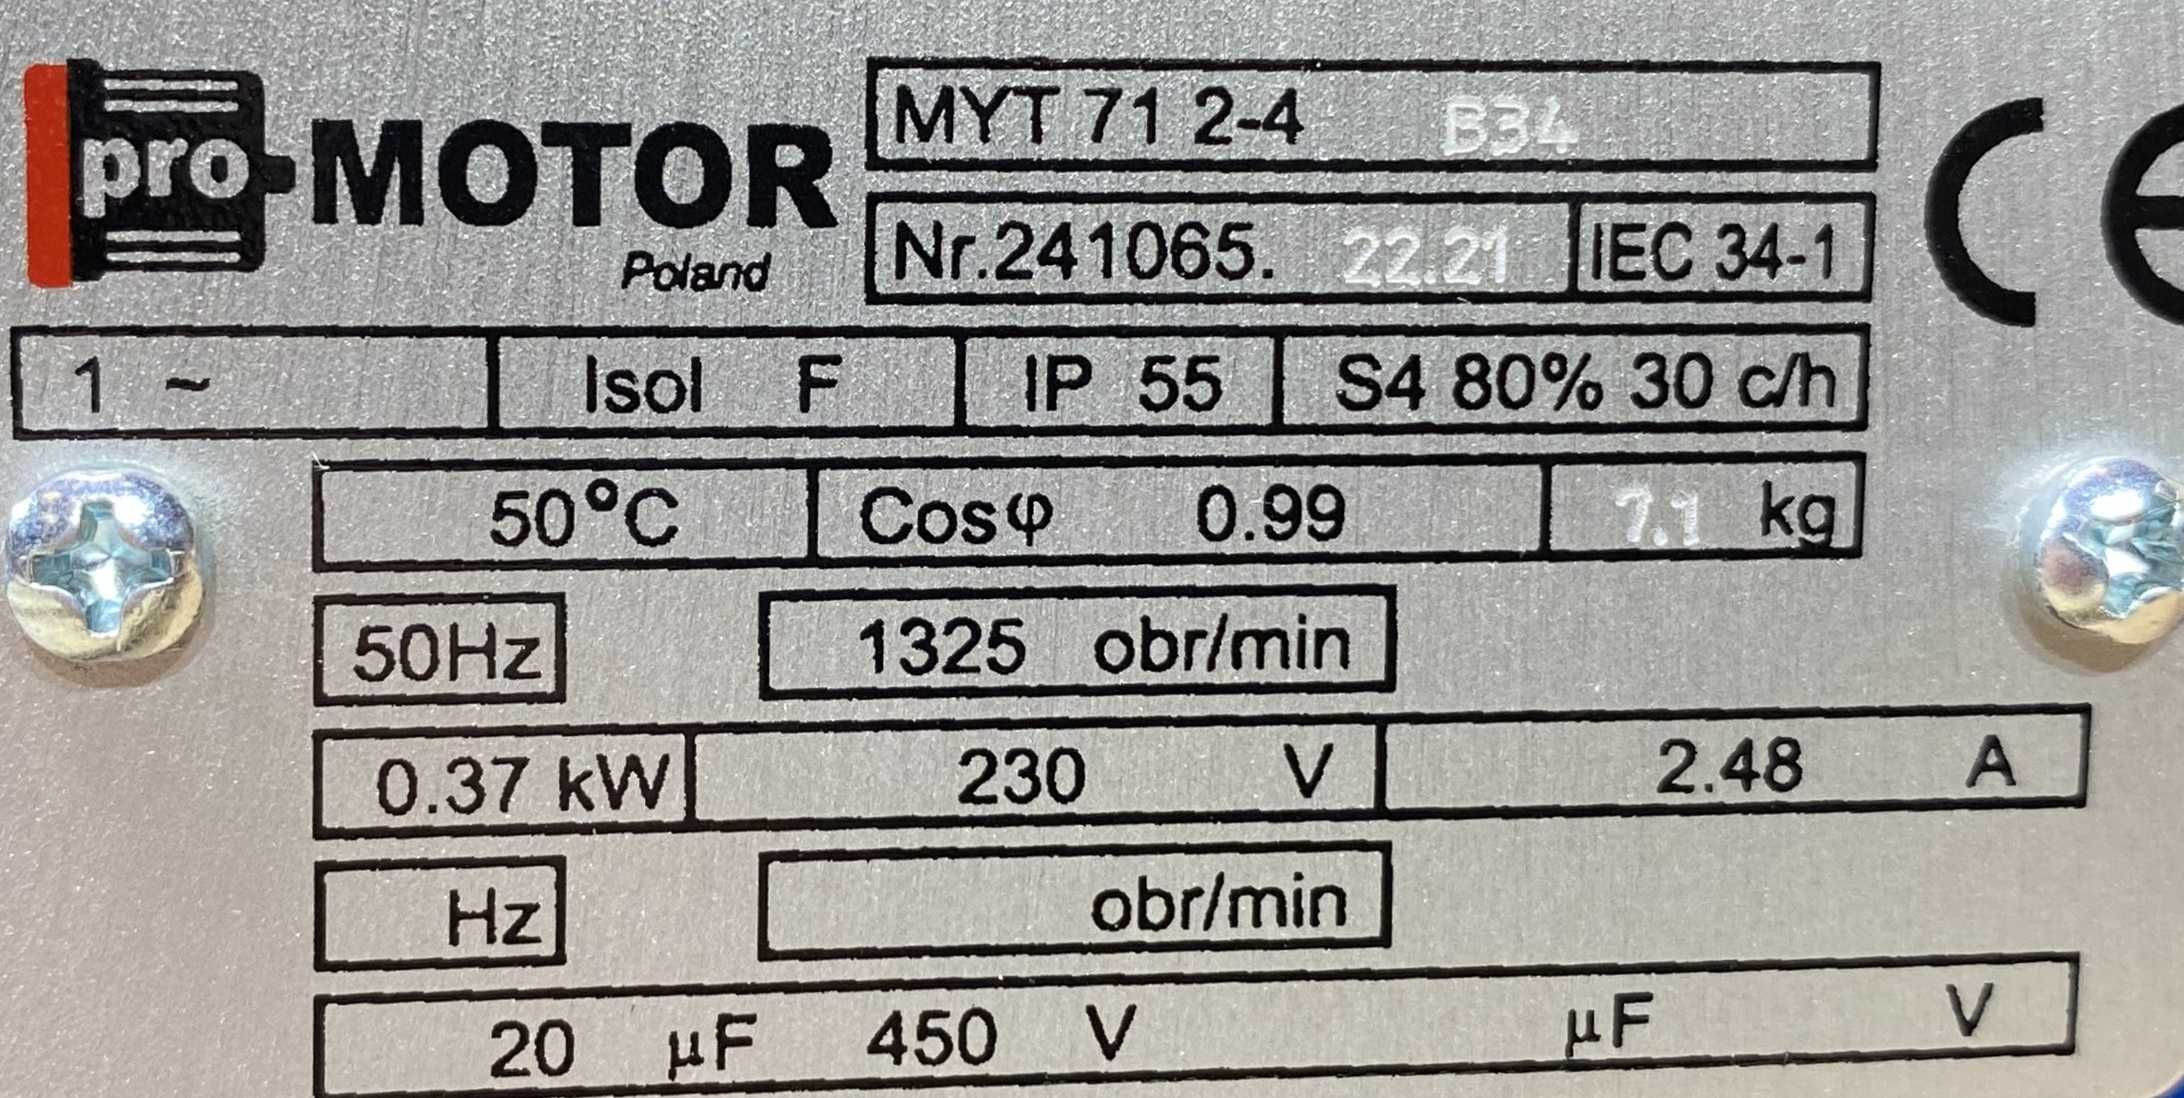 pro MOTOR
Poland
MYT 71 2-4 B34
Nr.241065. 22.21 IEC 34-1
CE
1 ~ Isol F IP 55 S4 80% 30 c/h
50°C Cosφ 0.99 7.1 kg
50Hz 1325 obr/min
0.37 kW 230 V 2.48 A
Hz obr/min
20 µF 450 V µF V